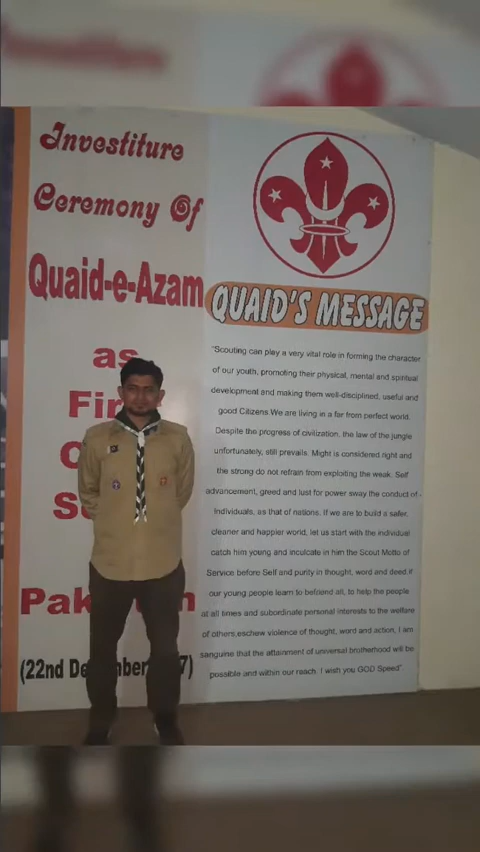 Investiture
Ceremony Of
Quaid-e-Azam
as
Pak
(22nd De
QUAID'S MESSAGE
"Scouting can play a very vital role in forming the character
of our youth, promoting their physical, mental and spiritual
development and making them well-disciplined, useful and
good Citizens.We are living in a far from perfect world.
Despite the progress of civilization, the law of the jungle
unfortunately, still prevails. Might is considered right and
the strong do not refrain from exploiting the weak. Self
advancement, greed and lust for power sway the conduct of -
Individuals, as that of nations. If we are to build a safer,
cleaner and happier world, let us start with the individual
catch him young and inculcate in him the Scout Motto of
Service before Self and purity in thought, word and deed.if
our young people learn to befriend all, to help the people
at all times and subordinate personal interests to the welfare
of others,eschew violence of thought, word and action, I am
sanguine that the attainment of universal brotherhood will be
possible and within our reach. I wish you GOD Speed".